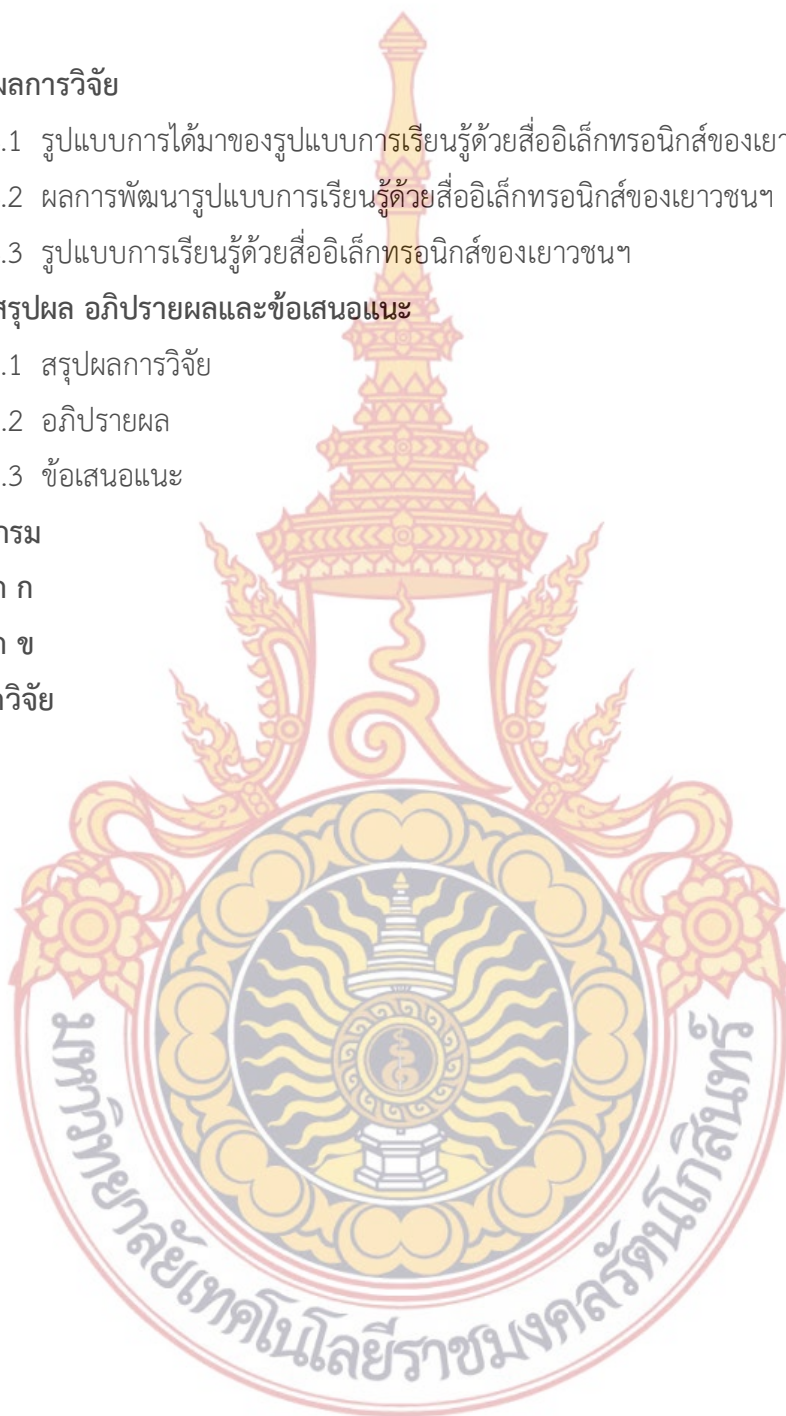 ผลการวิจัย
.1 รูปแบบการได้มาของรูปแบบการเรียนรู้ด้วยสื่ออิเล็กทรอนิกส์ของเยา
.2 ผลการพัฒนารูปแบบการเรียนรู้ด้วยสื่ออิเล็กทรอนิกส์ของเยาวชนฯ
.3 รูปแบบการเรียนรู้ด้วยสื่ออิเล็กทรอนิกส์ของเยาวชนฯ
สรุปผล อภิปรายผลและข้อเสนอแนะ
.1 สรุปผลการวิจัย
.2 อภิปรายผล
.3 ข้อเสนอแนะ
กรม
ก ก
ก ข
กวิจัย
มหาวิทยาลัยเทคโนโลยีราชมงคลรัตนโกสินทร์